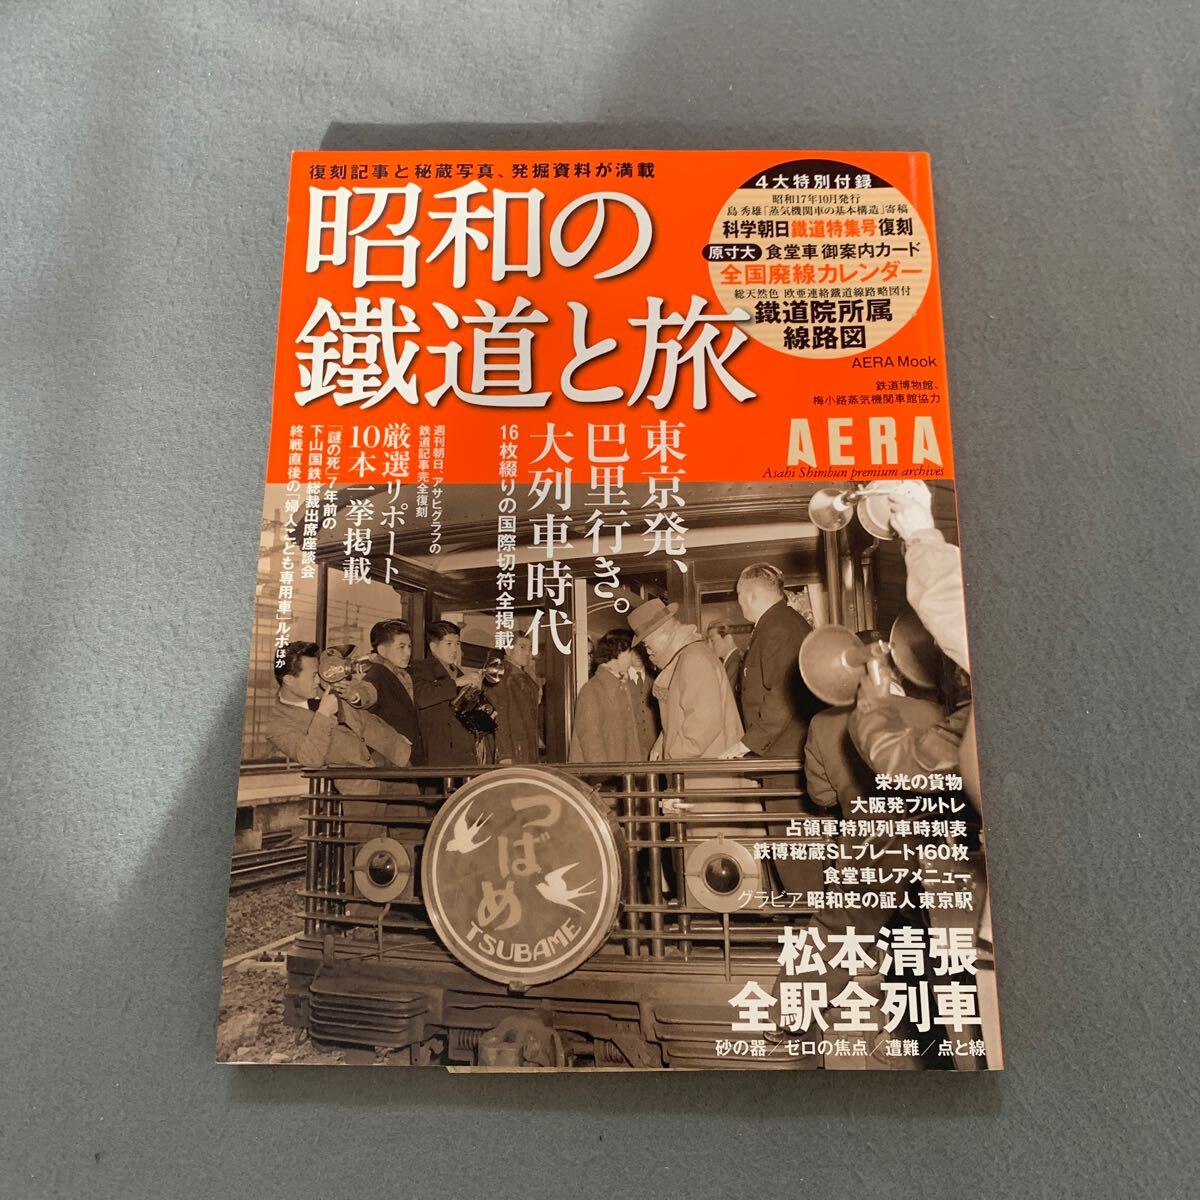 復刻記事と秘蔵写真、発掘資料が満載
昭和の
鐵道と旅
4大特別付録
昭和17年10月発行
島 秀雄「蒸気機関車の基本構造」寄稿
科学朝日鐵道特集号復刻
原寸大 食堂車 御案内カード
全国廃線カレンダー
総天然色 欧亜連絡鐵道線路略図付
鐵道院所属
線路図
AERA Mook
鉄道博物館、
梅小路蒸気機関車館協力
AERA
Asahi Shimbun premium archives
東京発、
巴里行き。
大列車時代
16枚綴りの国際切符全掲載
週刊朝日、アサヒグラフの
鉄道記事完全復刻
厳選リポート
10本一挙掲載
「謎の死」7年前の
下山国鉄総裁出席座談会
終戦直後の「婦人こども専用車」ルポほか
つばめ
TSUBAME
栄光の貨物
大阪発ブルトレ
占領軍特別列車時刻表
鉄博秘蔵SLプレート160枚
食堂車レアメニュー
グラビア 昭和史の証人 東京駅
松本清張
全駅全列車
砂の器／ゼロの焦点／遭難／点と線